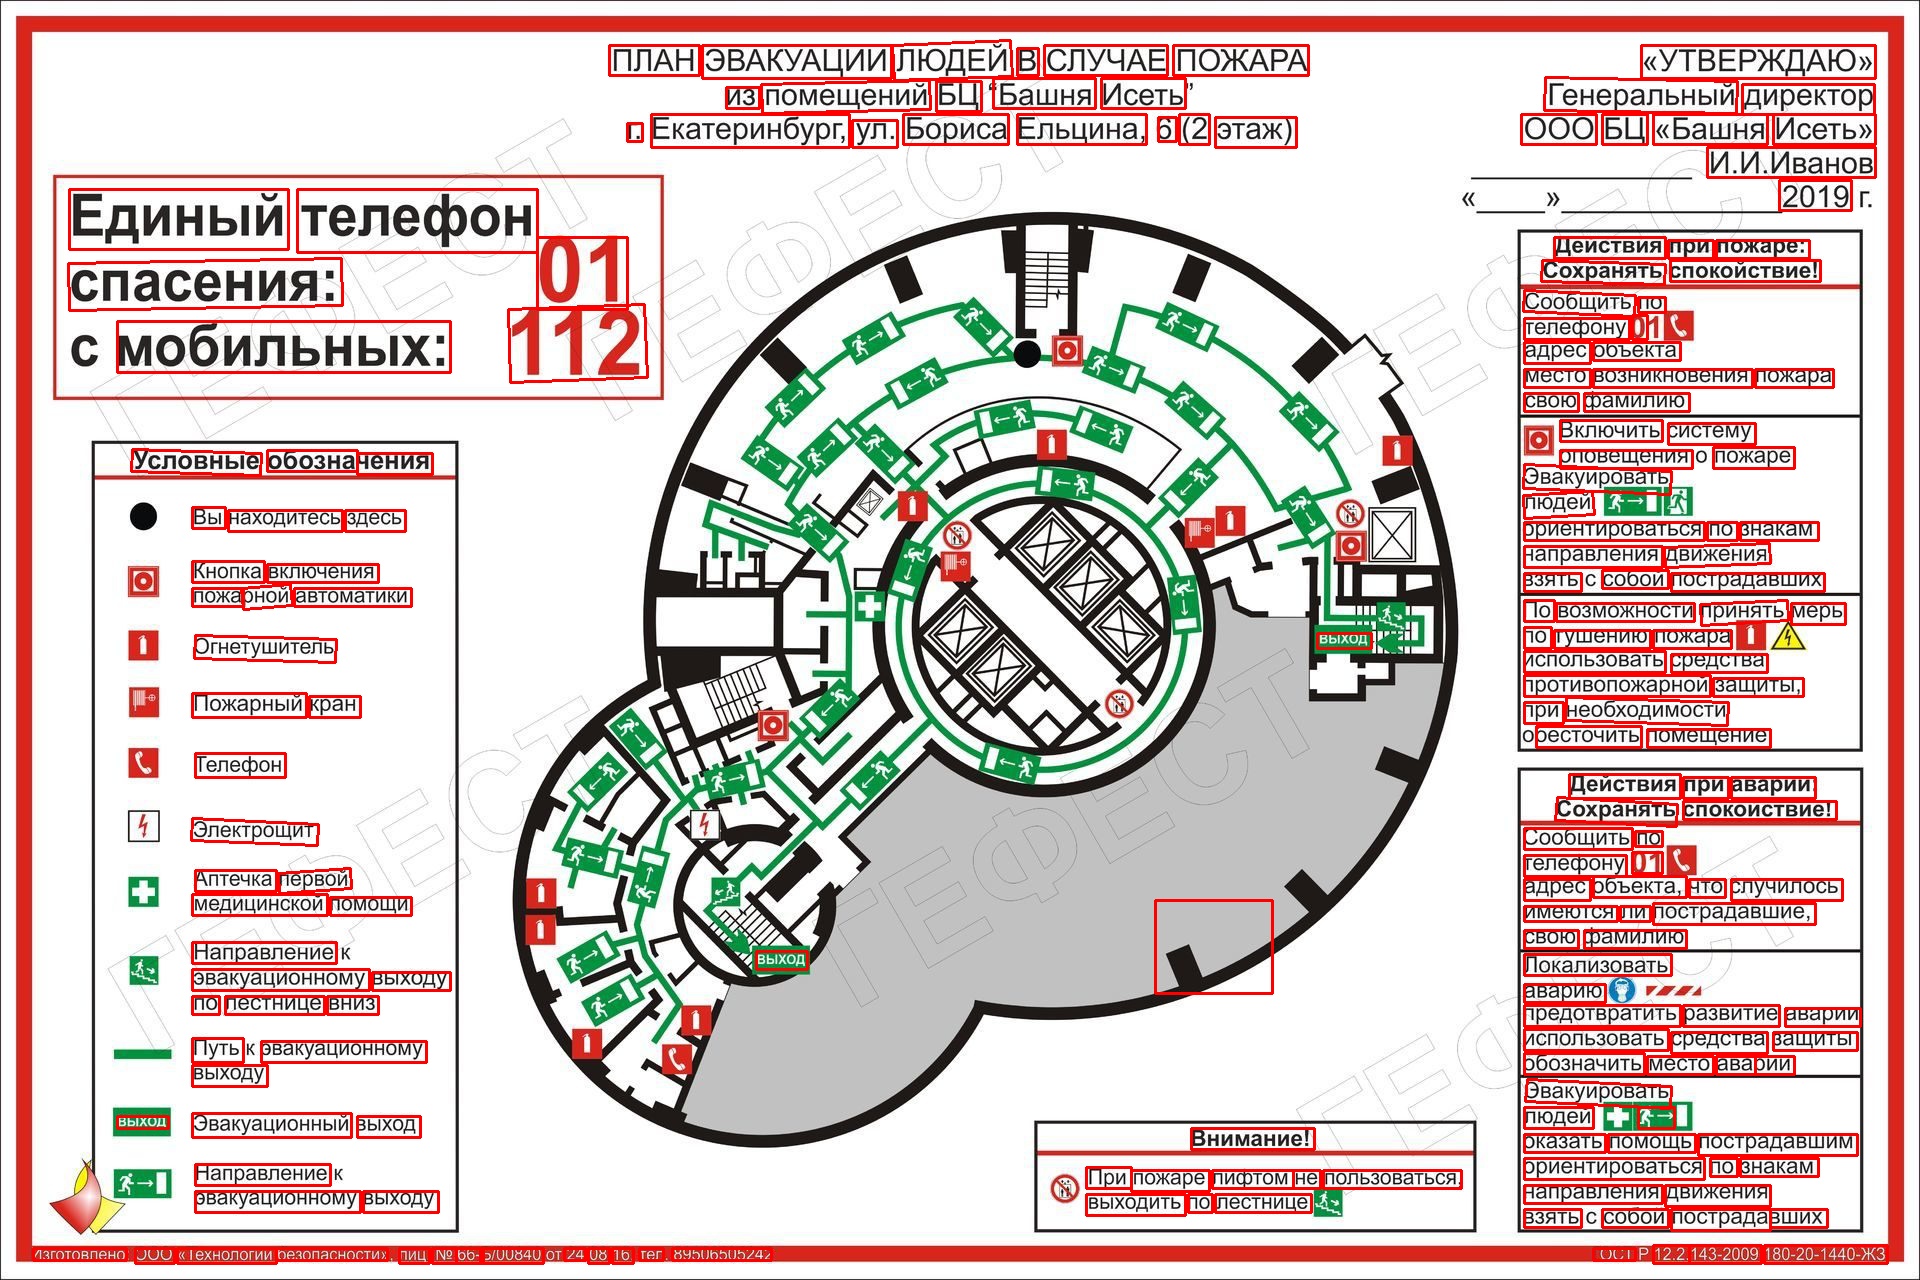 ПЛАН ЭВАКУАЦИИ ЛЮДЕЙ В СЛУЧАЕ ПОЖАРА
из помещений БЦ “Башня Исеть”
г. Екатеринбург, ул. Бориса Ельцина, 6 (2 этаж)
«УТВЕРЖДАЮ»
Генеральный директор
ООО БЦ «Башня Исеть»
И.И.Иванов
«____»______________2019 г.
Единый телефон
спасения: 01
с мобильных: 112
Условные обозначения
Вы находитесь здесь
Кнопка включения
пожарной автоматики
Огнетушитель
Пожарный кран
Телефон
Электрощит
Аптечка первой
медицинской помощи
Направление к
эвакуационному выходу
по лестнице вниз
Путь к эвакуационному
выходу
ВЫХОД
Эвакуационный выход
Направление к
эвакуационному выходу
ВЫХОД
ВЫХОД
Действия при пожаре:
Сохранять спокойствие!
Сообщить по
телефону 01
адрес объекта
место возникновения пожара
свою фамилию
Включить систему
оповещения о пожаре
Эвакуировать
людей
ориентироваться по знакам
направления движения
взять с собой пострадавших
По возможности принять меры
по тушению пожара
использовать средства
противопожарной защиты,
при необходимости
обесточить помещение
Действия при аварии
Сохранять спокойствие!
Сообщить по
телефону 01
адрес объекта, что случилось
имеются ли пострадавшие,
свою фамилию
Локализовать
аварию
предотвратить развитие аварии
использовать средства защиты
обозначить место аварии
Эвакуировать
людей
оказать помощь пострадавшим
ориентироваться по знакам
направления движения
взять с собой пострадавших
Внимание!
При пожаре лифтом не пользоваться,
выходить по лестнице
Изготовлено: ООО «Технологии безопасности», лиц. № 66-Б/00840 от 24.08.16, тел. 89506505242
ГОСТ Р 12.2.143-2009 180-20-1440-ЖЗ
ГЕФЕСТ
ГЕФЕСТ
ГЕФЕСТ
ГЕФЕСТ
ГЕФЕСТ
ГЕФЕСТ
ГЕФЕСТ